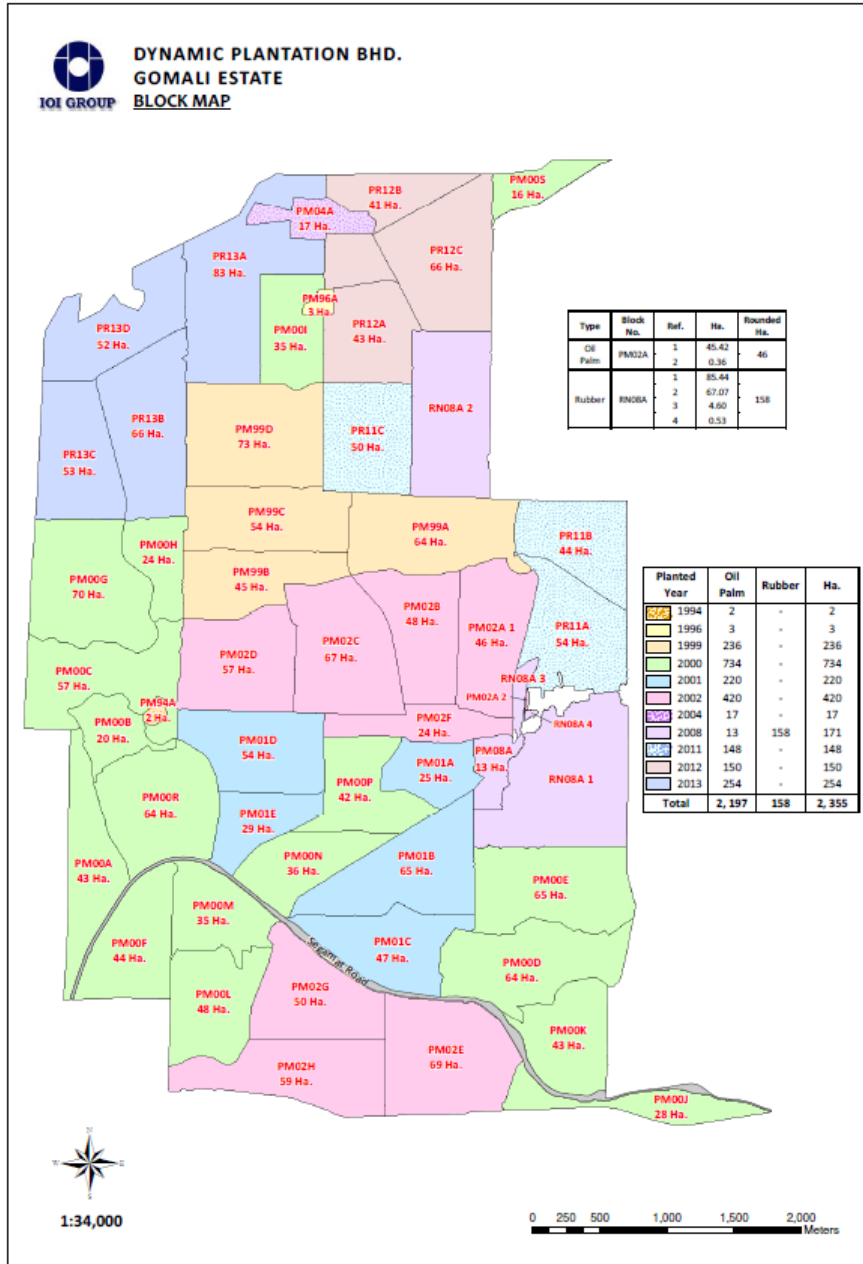 DYNAMIC PLANTATION BHD.
GOMALI ESTATE
BLOCK MAP
IOI GROUP
PM00S
16 Ha.
PR12B
41 Ha.
PM04A
17 Ha.
PR12C
66 Ha.
PR13A
83 Ha.
PM96A
3 Ha.
PM00I
35 Ha.
PR12A
43 Ha.
PR13D
52 Ha.
RN08A 2
PR13B
66 Ha.
PR13C
53 Ha.
PM99D
73 Ha.
PR11C
50 Ha.
Type Block No. Ref. Ha. Rounded Ha.
Oil Palm PM02A 1 45.42 46
2 0.36
Rubber RN08A 1 85.44 158
2 67.07
3 4.60
4 0.53
PM99C
54 Ha.
PM99A
64 Ha.
PR11B
44 Ha.
PM00H
24 Ha.
PM00G
70 Ha.
PM99B
45 Ha.
PM02B
48 Ha.
PM02A 1
46 Ha.
PR11A
54 Ha.
PM02C
67 Ha.
PM02D
57 Ha.
PM00C
57 Ha.
RN08A 3
PM02A 2
PM94A
2 Ha.
PM00B
20 Ha.
PM02F
24 Ha.
RN08A 4
PM01D
54 Ha.
PM08A
13 Ha.
RN08A 1
PM00P
42 Ha.
PM01A
25 Ha.
PM00R
64 Ha.
PM01E
29 Ha.
PM00A
43 Ha.
PM00N
36 Ha.
PM01B
65 Ha.
PM00E
65 Ha.
PM00M
35 Ha.
Segamat Road
PM00F
44 Ha.
PM01C
47 Ha.
PM00D
64 Ha.
PM00L
48 Ha.
PM02G
50 Ha.
PM00K
43 Ha.
PM02H
59 Ha.
PM02E
69 Ha.
PM00J
28 Ha.
Planted Year Oil Palm Rubber Ha.
1994 2 - 2
1996 3 - 3
1999 236 - 236
2000 734 - 734
2001 220 - 220
2002 420 - 420
2004 17 - 17
2008 13 158 171
2011 148 - 148
2012 150 - 150
2013 254 - 254
Total 2, 197 158 2, 355
N
W E
S
1:34,000
0 250 500 1,000 1,500 2,000
Meters